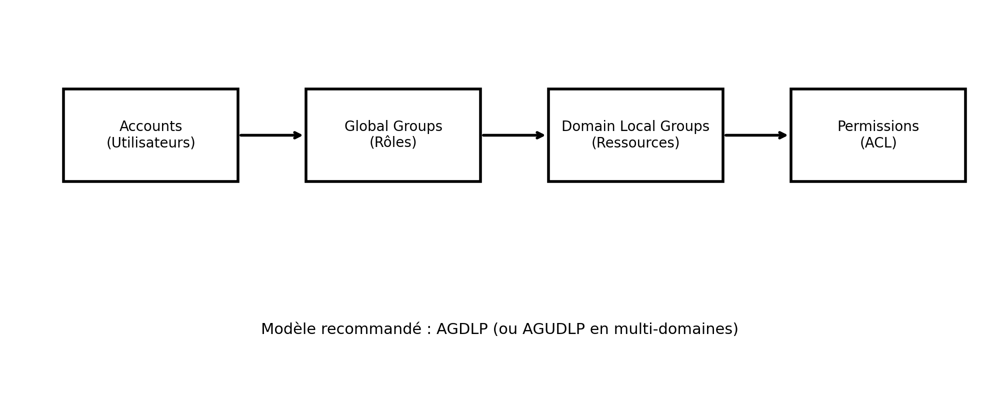 Accounts
(Utilisateurs)
Global Groups
(Rôles)
Domain Local Groups
(Ressources)
Permissions
(ACL)
Modèle recommandé : AGDLP (ou AGUDLP en multi-domaines)